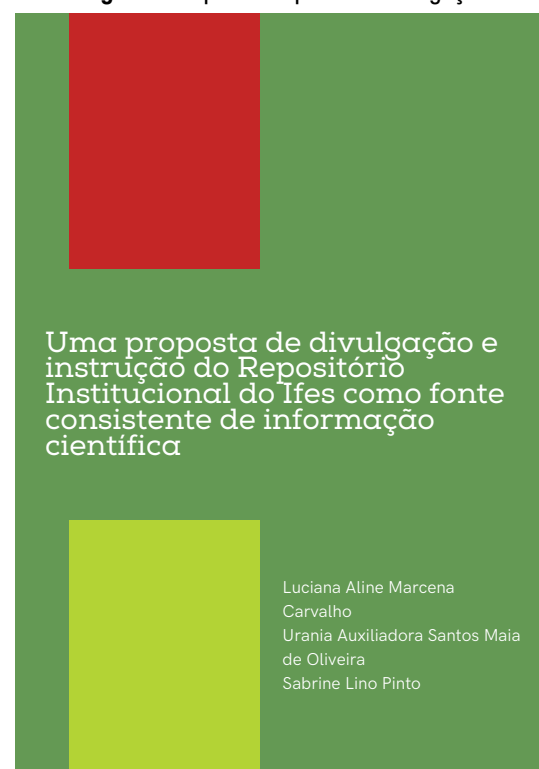 Uma proposta de divulgação e
instrução do Repositório
Institucional do Ifes como fonte
consistente de informação
científica
Luciana Aline Marcena
Carvalho
Urania Auxiliadora Santos Maia
de Oliveira
Sabrine Lino Pinto